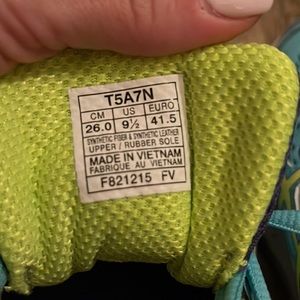 T5A7N
CM US EURO
26.0 9½ 41.5
SYNTHETIC FIBER & SYNTHETIC LEATHER
UPPER / RUBBER SOLE
MADE IN VIETNAM
FABRIQUE AU VIETNAM
F821215 FV